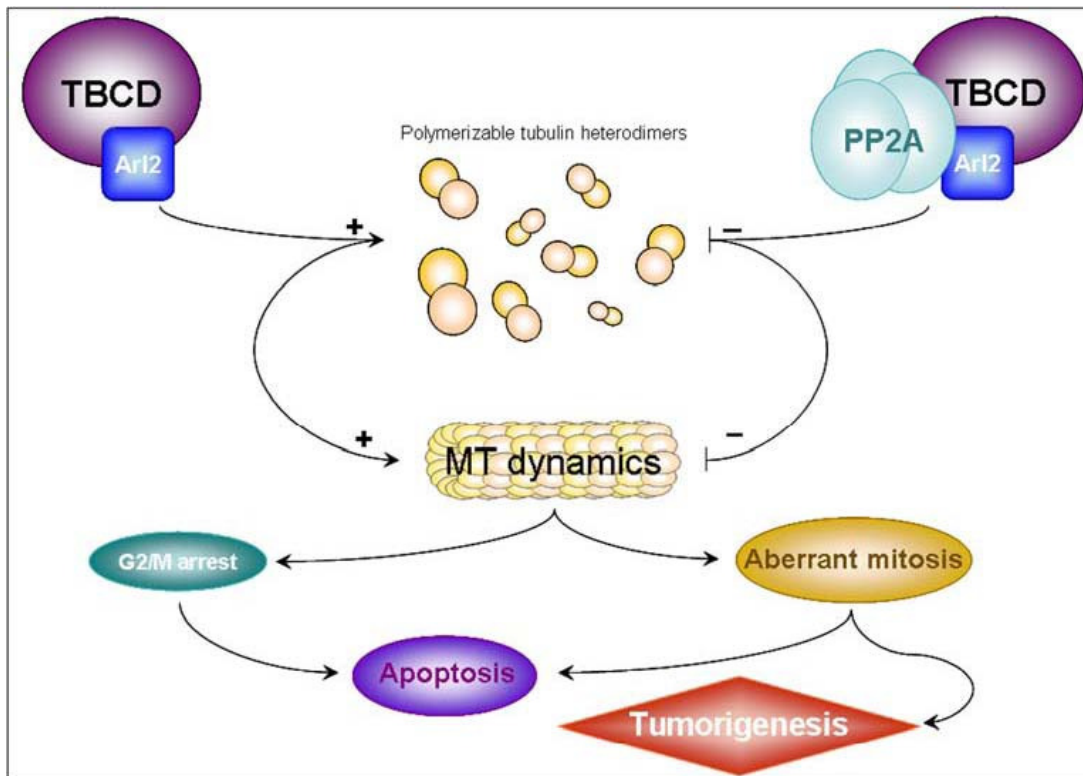 TBCD
Arl2
TBCD
PP2A
Arl2
Polymerizable tubulin heterodimers
+
–
+
–
MT dynamics
G2/M arrest
Aberrant mitosis
Apoptosis
Tumorigenesis